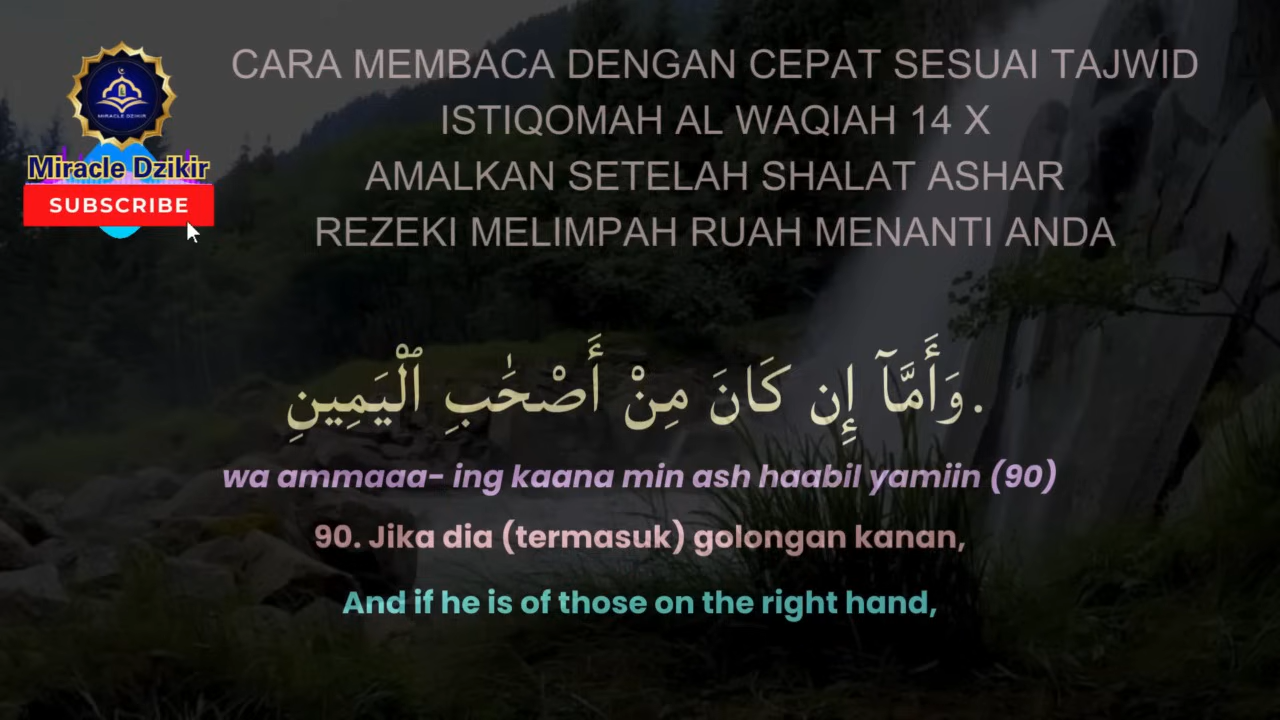 CARA MEMBACA DENGAN CEPAT SESUAI TAJWID
ISTIQOMAH AL WAQIAH 14 X
AMALKAN SETELAH SHALAT ASHAR
REZEKI MELIMPAH RUAH MENANTI ANDA
MIRACLE DZIKIR
Miracle Dzikir
SUBSCRIBE
.وَأَمَّآ إِن كَانَ مِنْ أَصْحَٰبِ ٱلْيَمِينِ
wa ammaaa- ing kaana min ash haabil yamiin (90)
90. Jika dia (termasuk) golongan kanan,
And if he is of those on the right hand,